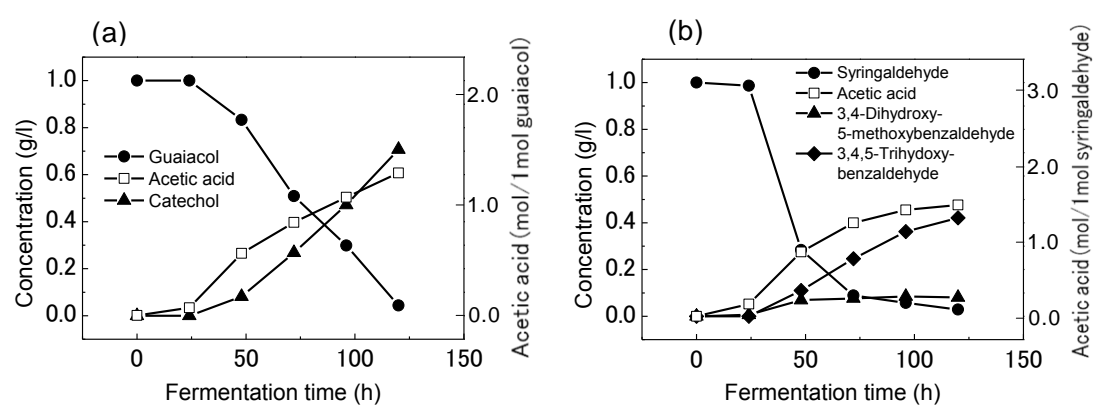 (a)
Concentration (g/l)
1.0
0.8
0.6
0.4
0.2
0.0
Guaiacol
Acetic acid
Catechol
2.0
1.0
0.0
Acetic acid (mol/1mol guaiacol)
0
50
100
150
Fermentation time (h)
(b)
Concentration (g/l)
1.0
0.8
0.6
0.4
0.2
0.0
Syringaldehyde
Acetic acid
3,4-Dihydroxy-
5-methoxybenzaldehyde
3,4,5-Trihydoxy-
benzaldehyde
3.0
2.0
1.0
0.0
Acetic acid (mol/1mol syringaldehyde)
0
50
100
150
Fermentation time (h)